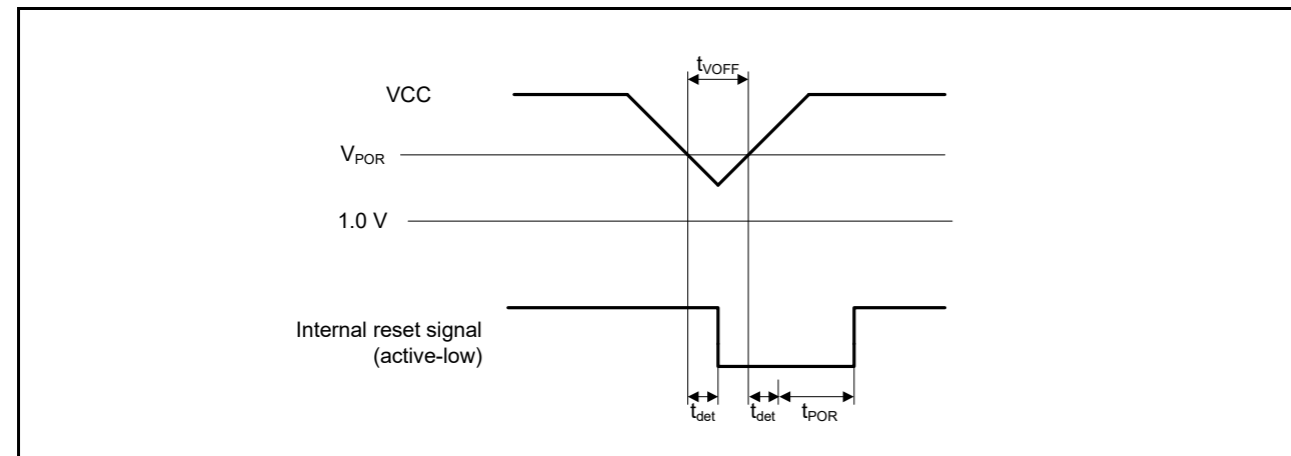 tVOFF
VCC
VPOR
1.0 V
Internal reset signal
(active-low)
tdet
tdet
tPOR